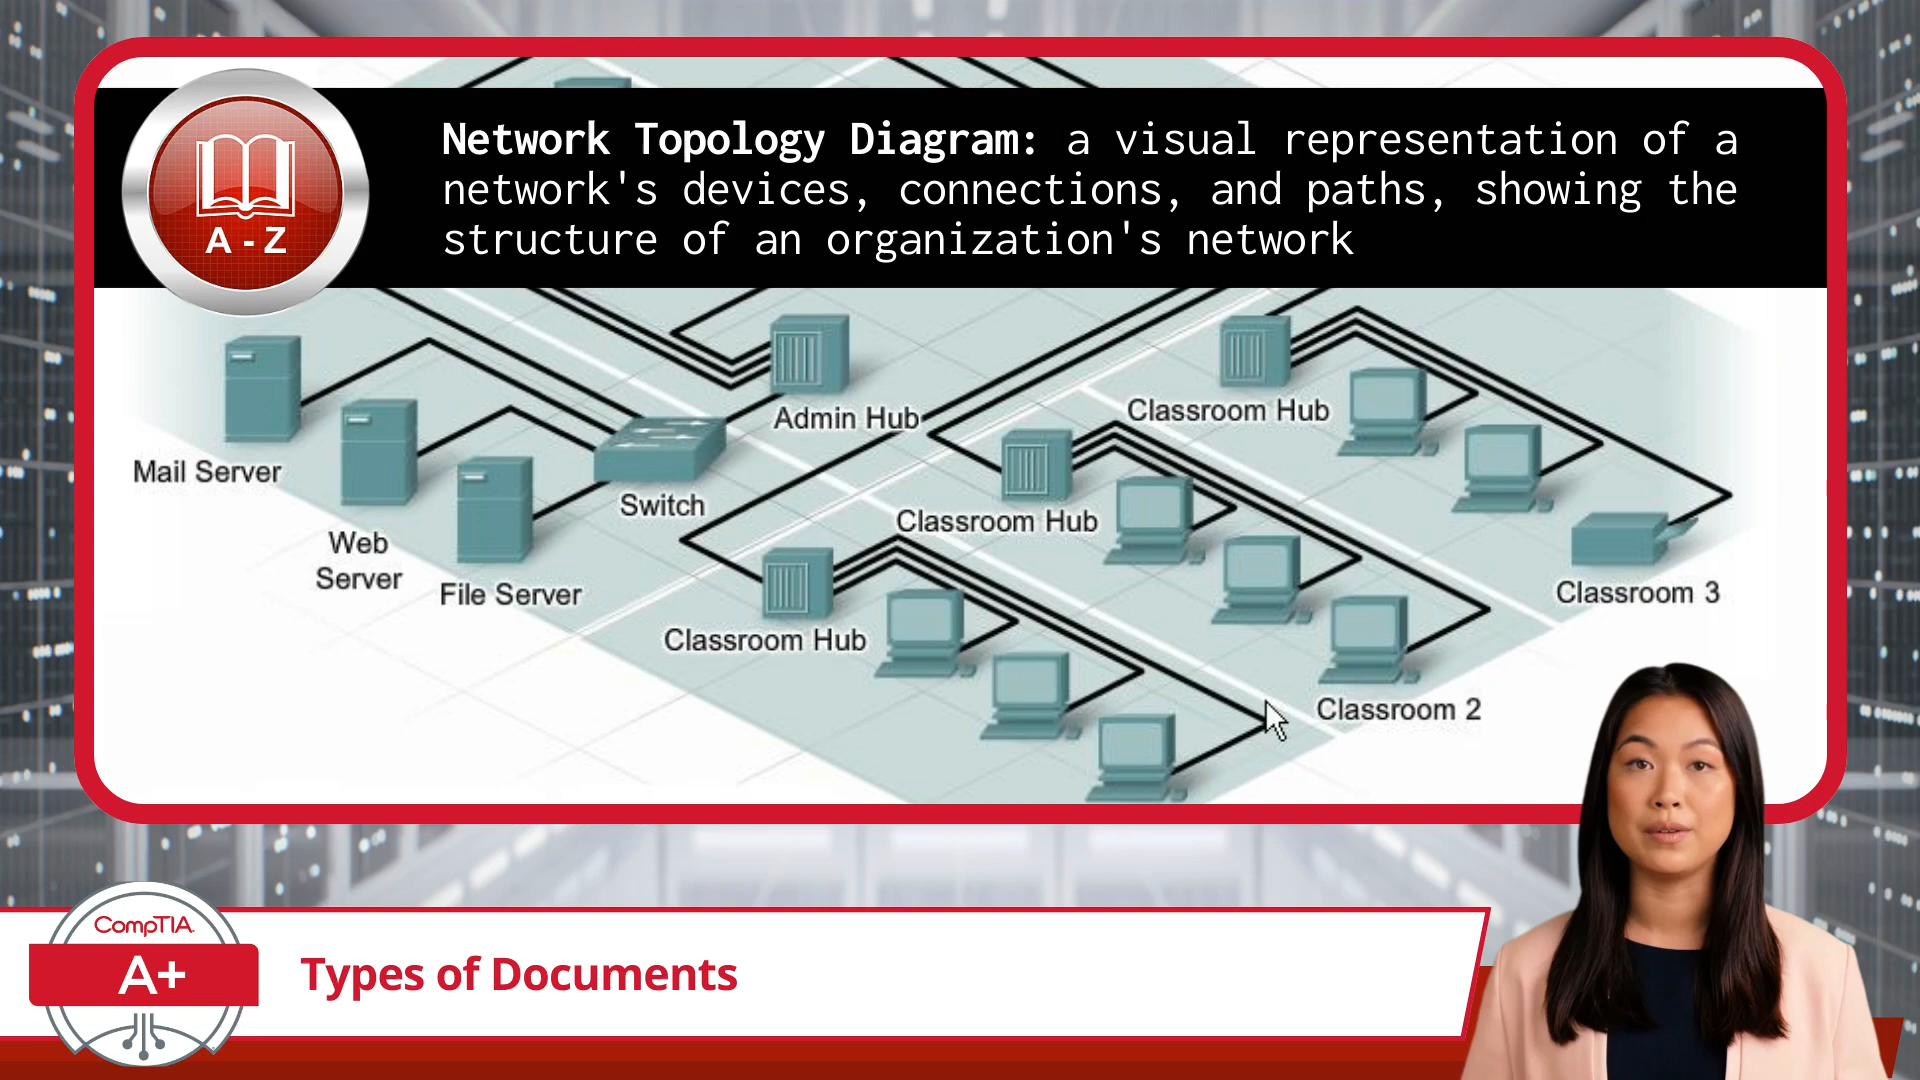 Network Topology Diagram: a visual representation of a
network's devices, connections, and paths, showing the
structure of an organization's network
A - Z
Admin Hub
Classroom Hub
Mail Server
Switch
Classroom Hub
Web
Server
File Server
Classroom 3
Classroom Hub
Classroom 2
CompTIA.
A+
Types of Documents